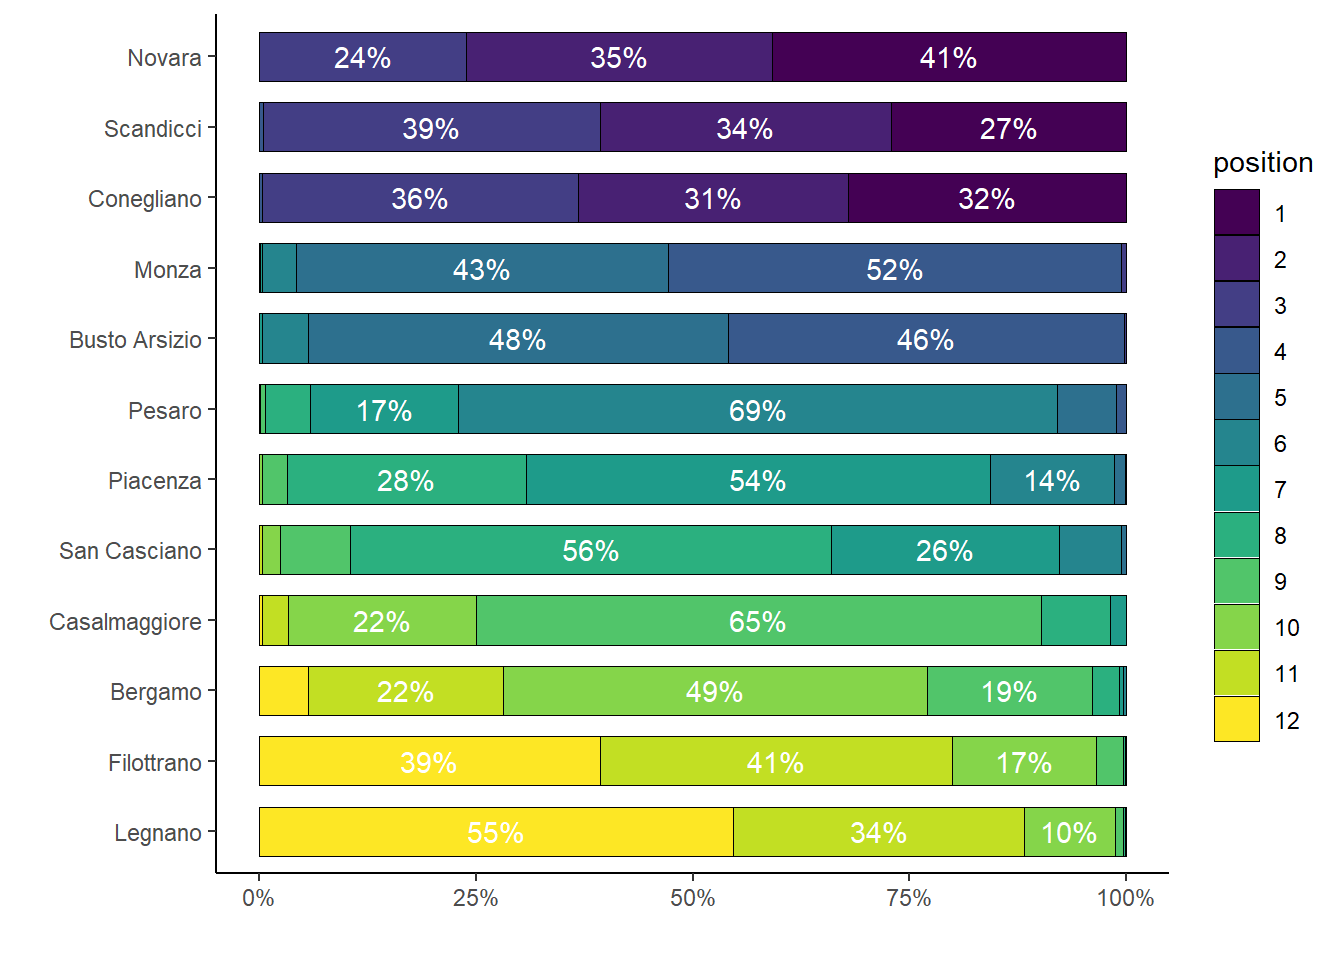 Novara 24% 35% 41%
Scandicci 39% 34% 27%
Conegliano 36% 31% 32%
Monza 43% 52%
Busto Arsizio 48% 46%
Pesaro 17% 69%
Piacenza 28% 54% 14%
San Casciano 56% 26%
Casalmaggiore 22% 65%
Bergamo 22% 49% 19%
Filottrano 39% 41% 17%
Legnano 55% 34% 10%
0% 25% 50% 75% 100%
position
1
2
3
4
5
6
7
8
9
10
11
12